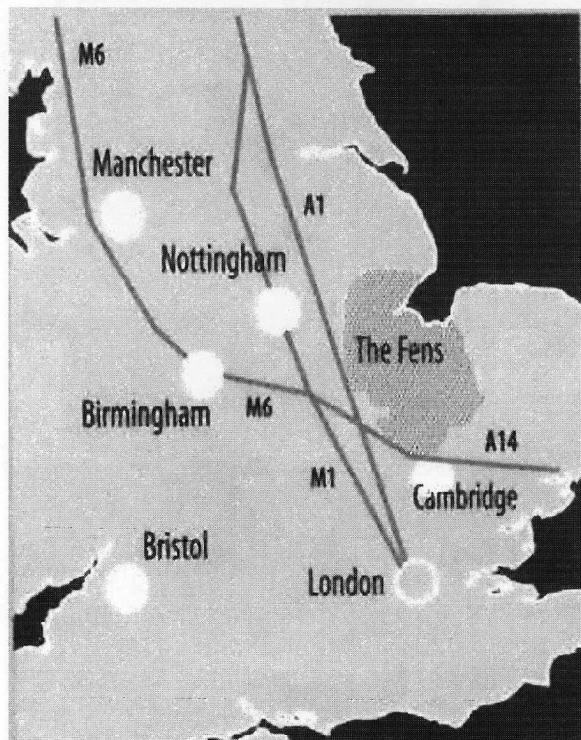 M6
Manchester
A1
Nottingham
The Fens
Birmingham
M6
A14
M1
Cambridge
Bristol
London